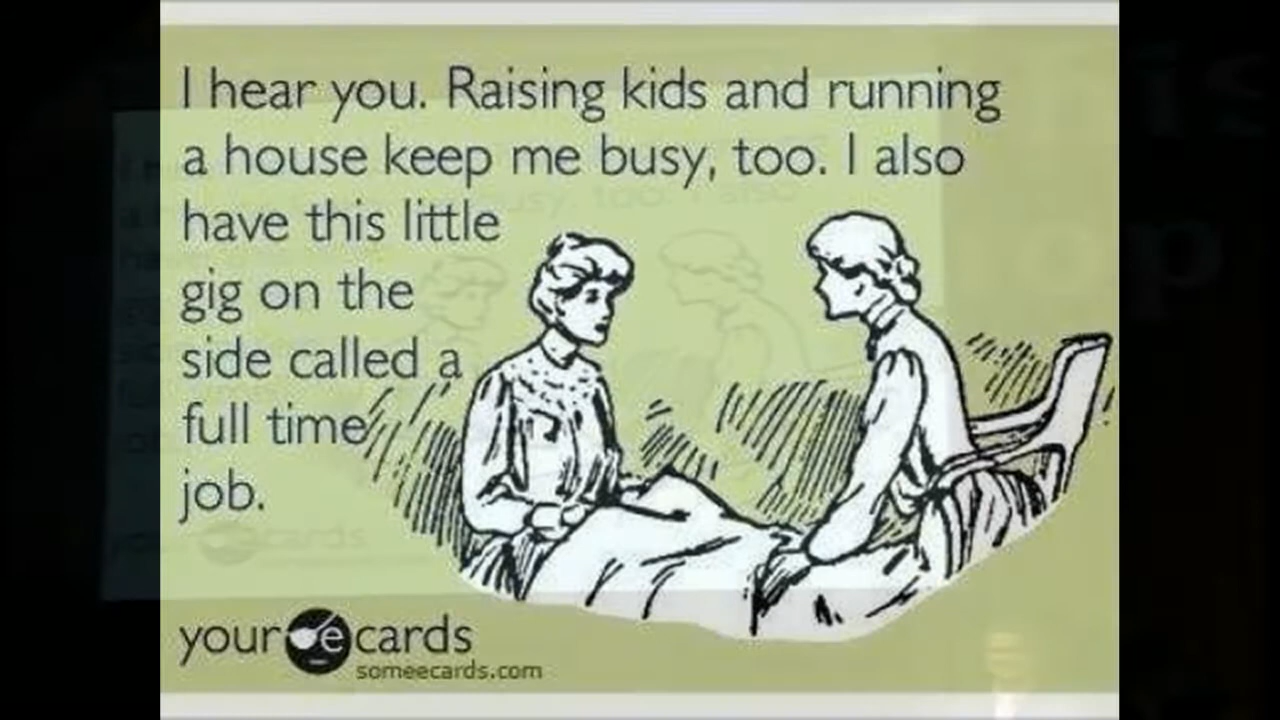 I hear you. Raising kids and running
a house keep me busy, too. I also
have this little
gig on the
side called a
full time
job.
your e cards
someecards.com